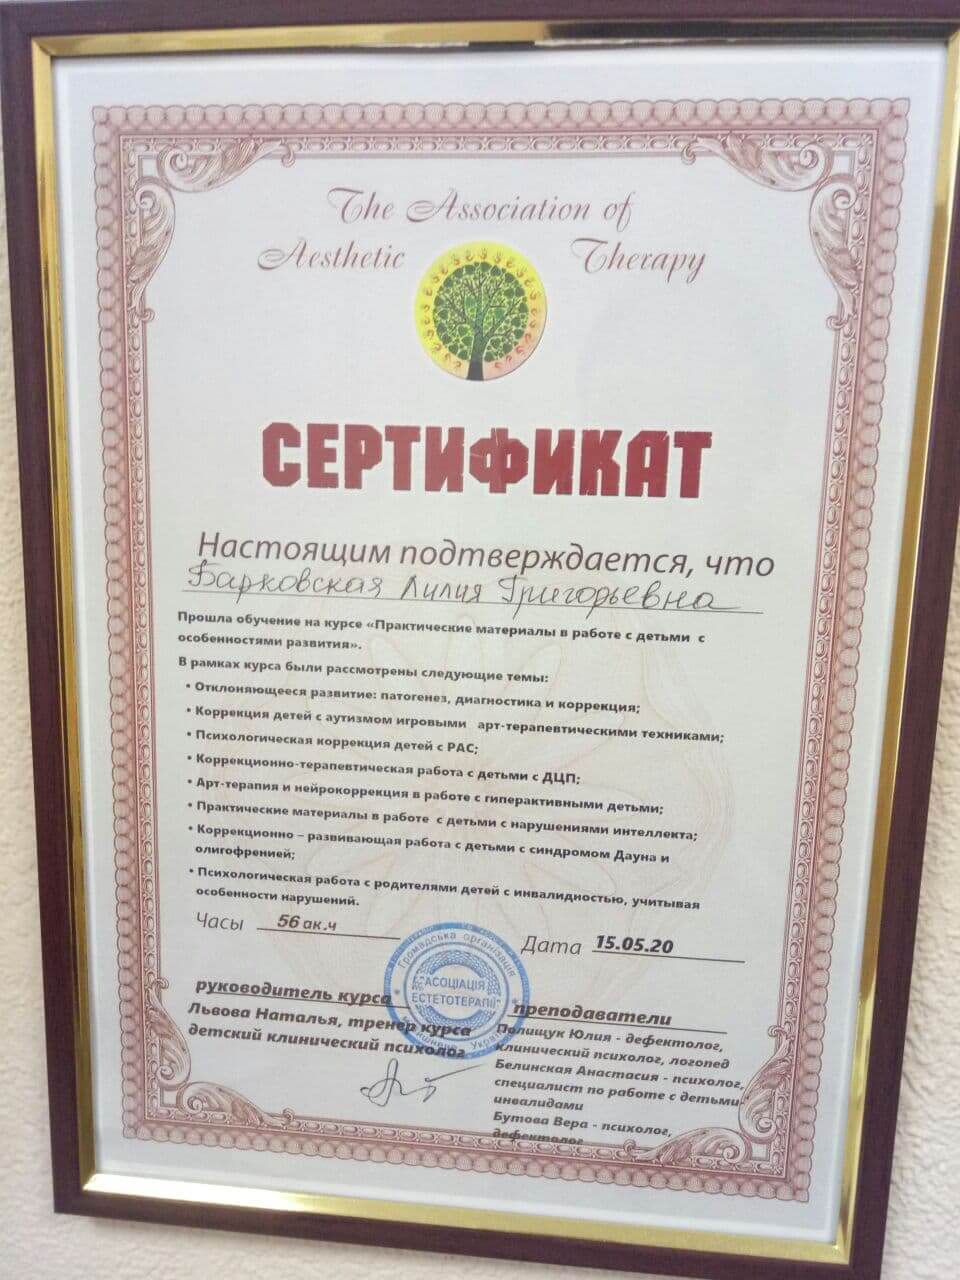 The Association of
Aesthetic Therapy
СЕРТИФИКАТ
Настоящим подтверждается, что
Барковская Лилия Григорьевна
Прошла обучение на курсе «Практические материалы в работе с детьми с
особенностями развития».
В рамках курса были рассмотрены следующие темы:
• Отклоняющееся развитие: патогенез, диагностика и коррекция;
• Коррекция детей с аутизмом игровыми арт-терапевтическими техниками;
• Психологическая коррекция детей с РАС;
• Коррекционно-терапевтическая работа с детьми с ДЦП;
• Арт-терапия и нейрокоррекция в работе с гиперактивными детьми;
• Практические материалы в работе с детьми с нарушениями интеллекта;
• Коррекционно – развивающая работа с детьми с синдромом Дауна и
олигофренией;
• Психологическая работа с родителями детей с инвалидностью, учитывая
особенности нарушений.
Часы 56 ак.ч
Дата 15.05.20
Громадська організація
"АСОЦІАЦІЯ
ЕСТЕТОТЕРАПІЇ"
руководитель курса
Львова Наталья, тренер курса
детский клинический психолог
преподаватели
Полищук Юлия - дефектолог,
клинический психолог, логопед
Белинская Анастасия - психолог,
специалист по работе с детьми-
инвалидами
Бутова Вера - психолог,
дефектолог